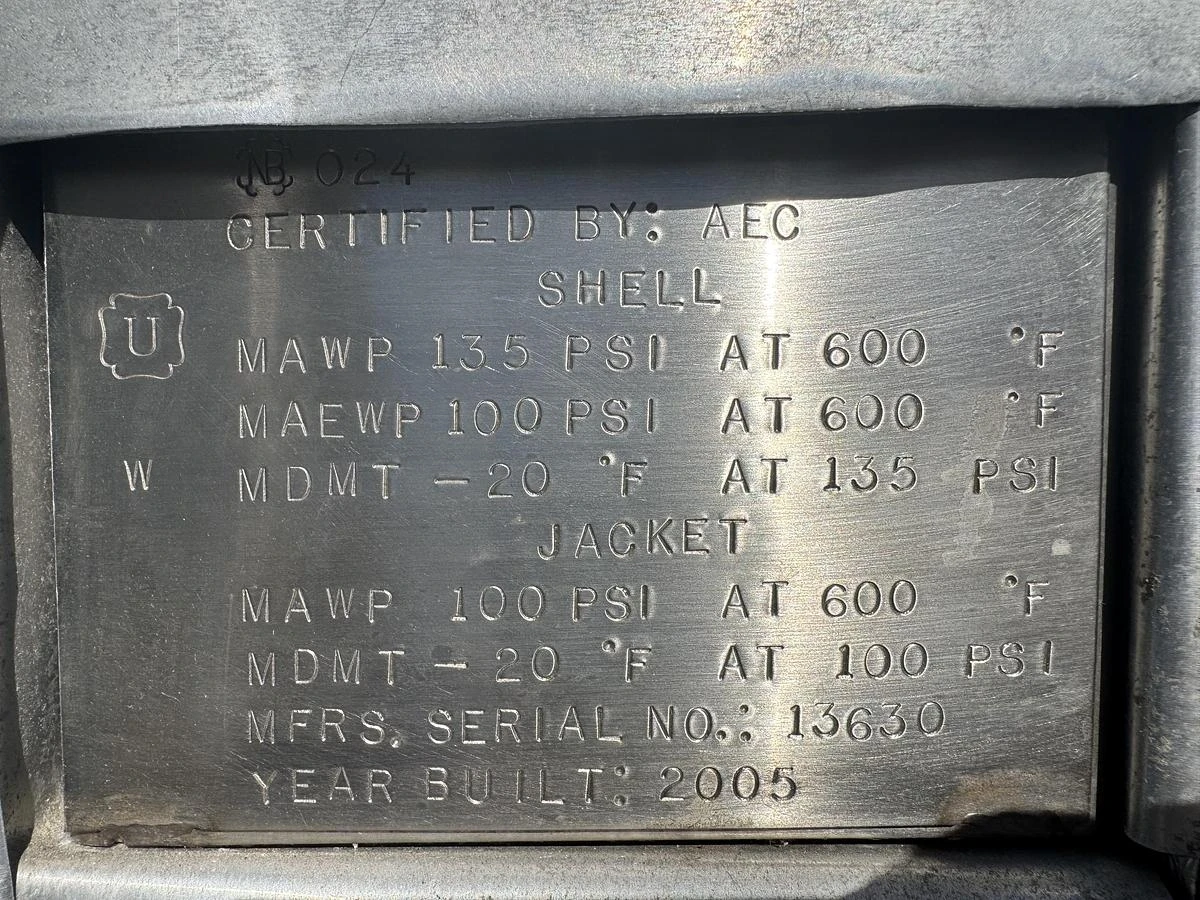 NB 024
CERTIFIED BY: AEC
SHELL
U
MAWP 135 PSI AT 600 °F
MAEWP 100 PSI AT 600 °F
W MDMT -20 °F AT 135 PSI
JACKET
MAWP 100 PSI AT 600 °F
MDMT -20 °F AT 100 PSI
MFRS. SERIAL NO.: 13630
YEAR BUILT: 2005